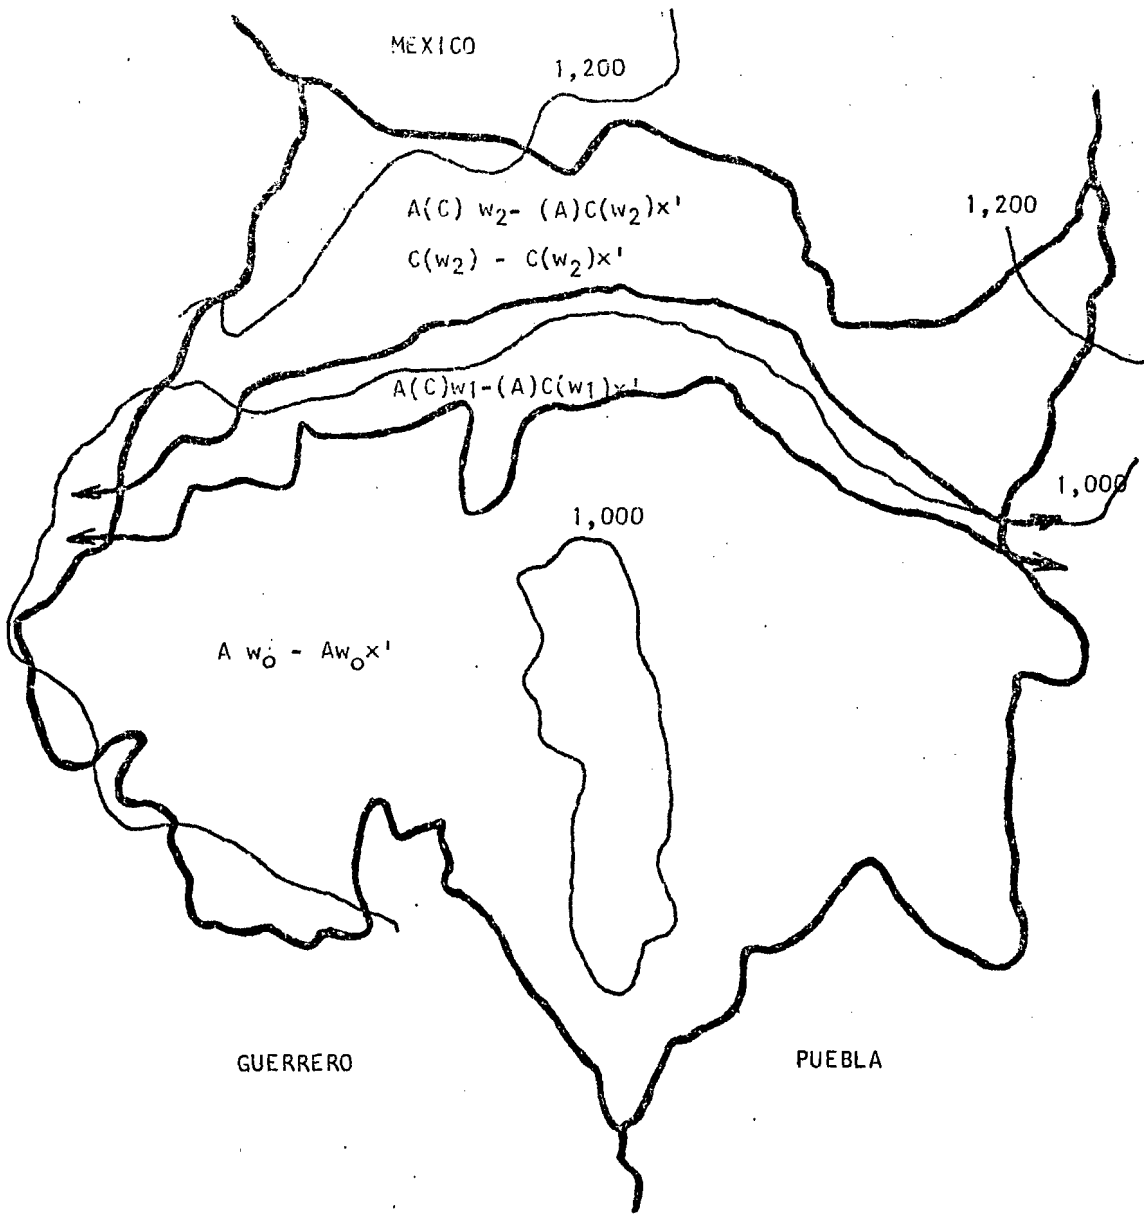 MEXICO
1,200
A(C) w2- (A)C(w2)x'
1,200
C(w2) - C(w2)x'
A(C)w1-(A)C(w1)x'
1,000
1,000
A wo - Awox'
GUERRERO
PUEBLA